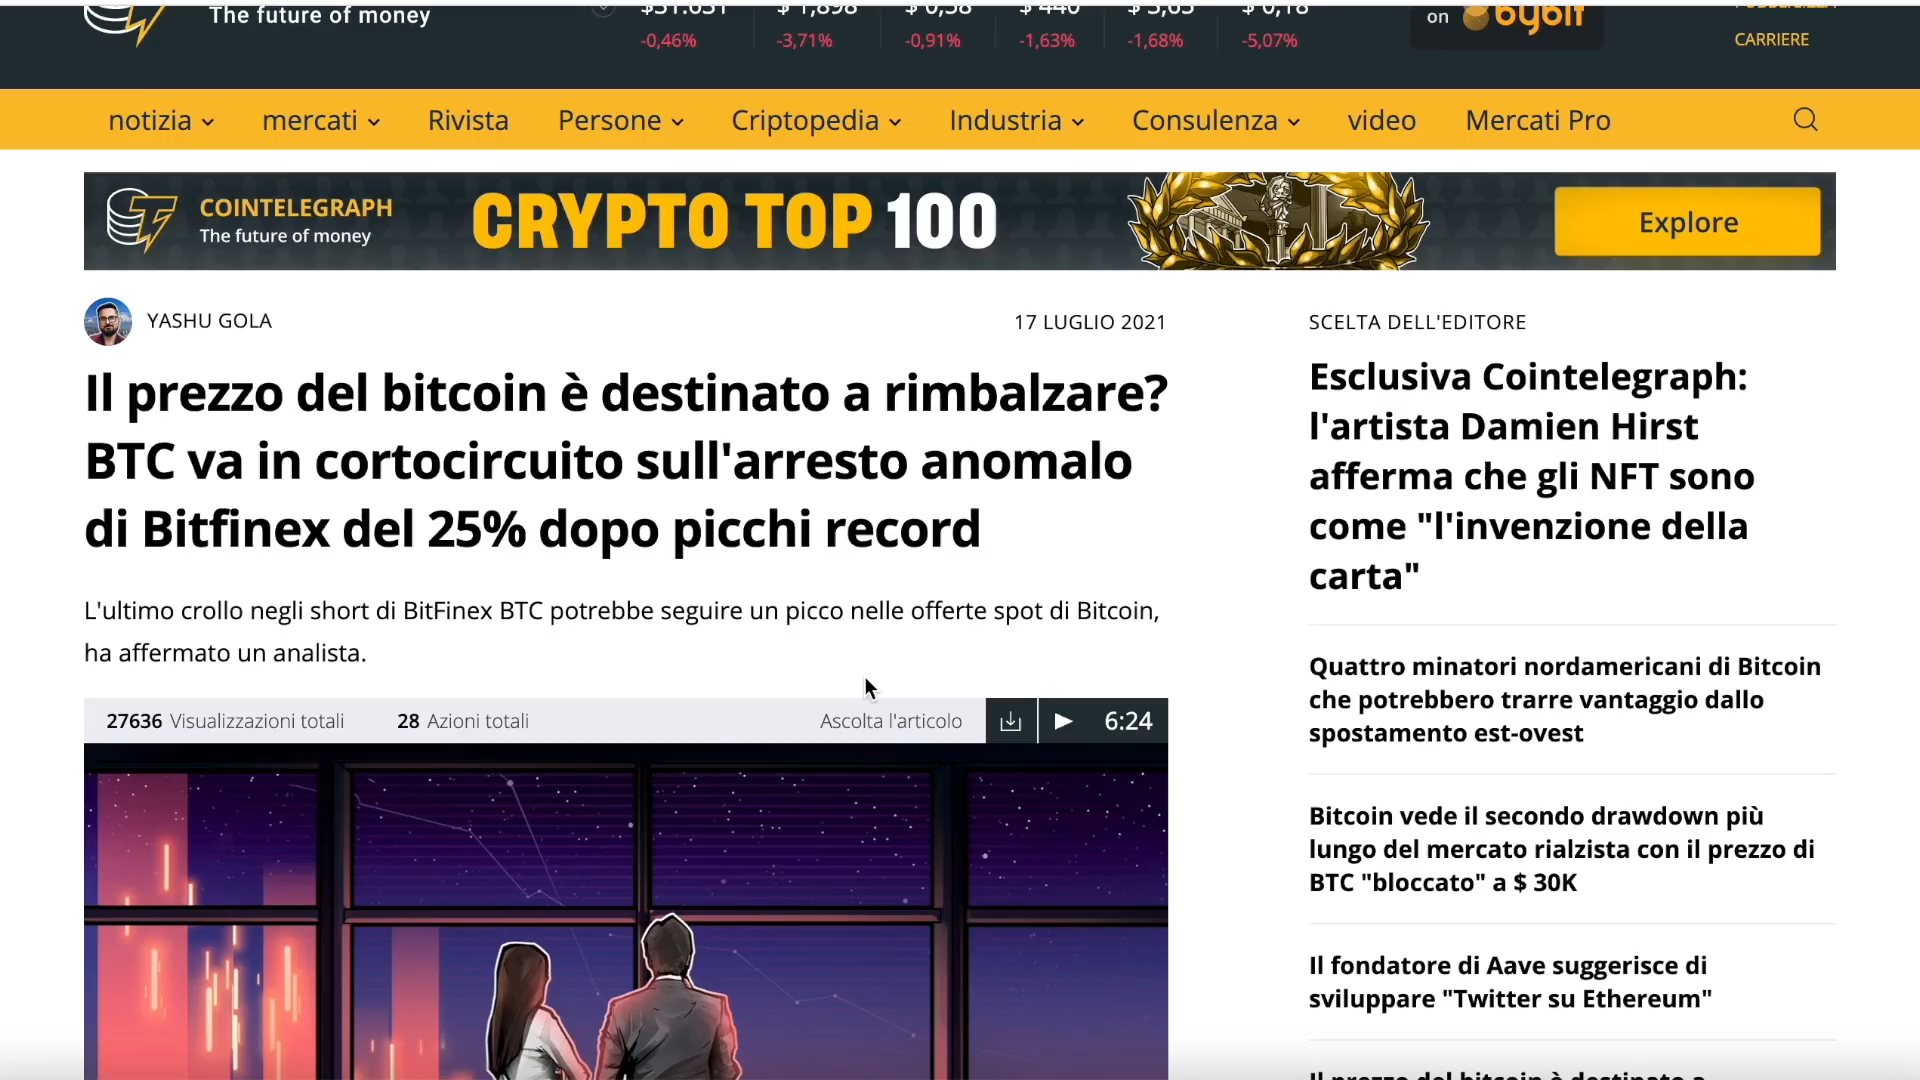 The future of money
$31.631 $ 1,898 $ 0,58 $ 440 $ 3,65 $ 0,18
-0,46% -3,71% -0,91% -1,63% -1,68% -5,07%
on bybit
CARRIERE
notizia mercati Rivista Persone Criptopedia Industria Consulenza video Mercati Pro
COINTELEGRAPH
The future of money
CRYPTO TOP 100
Explore
YASHU GOLA
17 LUGLIO 2021
Il prezzo del bitcoin è destinato a rimbalzare?
BTC va in cortocircuito sull'arresto anomalo
di Bitfinex del 25% dopo picchi record
L'ultimo crollo negli short di BitFinex BTC potrebbe seguire un picco nelle offerte spot di Bitcoin,
ha affermato un analista.
27636 Visualizzazioni totali 28 Azioni totali Ascolta l'articolo 6:24
SCELTA DELL'EDITORE
Esclusiva Cointelegraph:
l'artista Damien Hirst
afferma che gli NFT sono
come "l'invenzione della
carta"
Quattro minatori nordamericani di Bitcoin
che potrebbero trarre vantaggio dallo
spostamento est-ovest
Bitcoin vede il secondo drawdown più
lungo del mercato rialzista con il prezzo di
BTC "bloccato" a $ 30K
Il fondatore di Aave suggerisce di
sviluppare "Twitter su Ethereum"
Il prezzo del bitcoin è destinato a